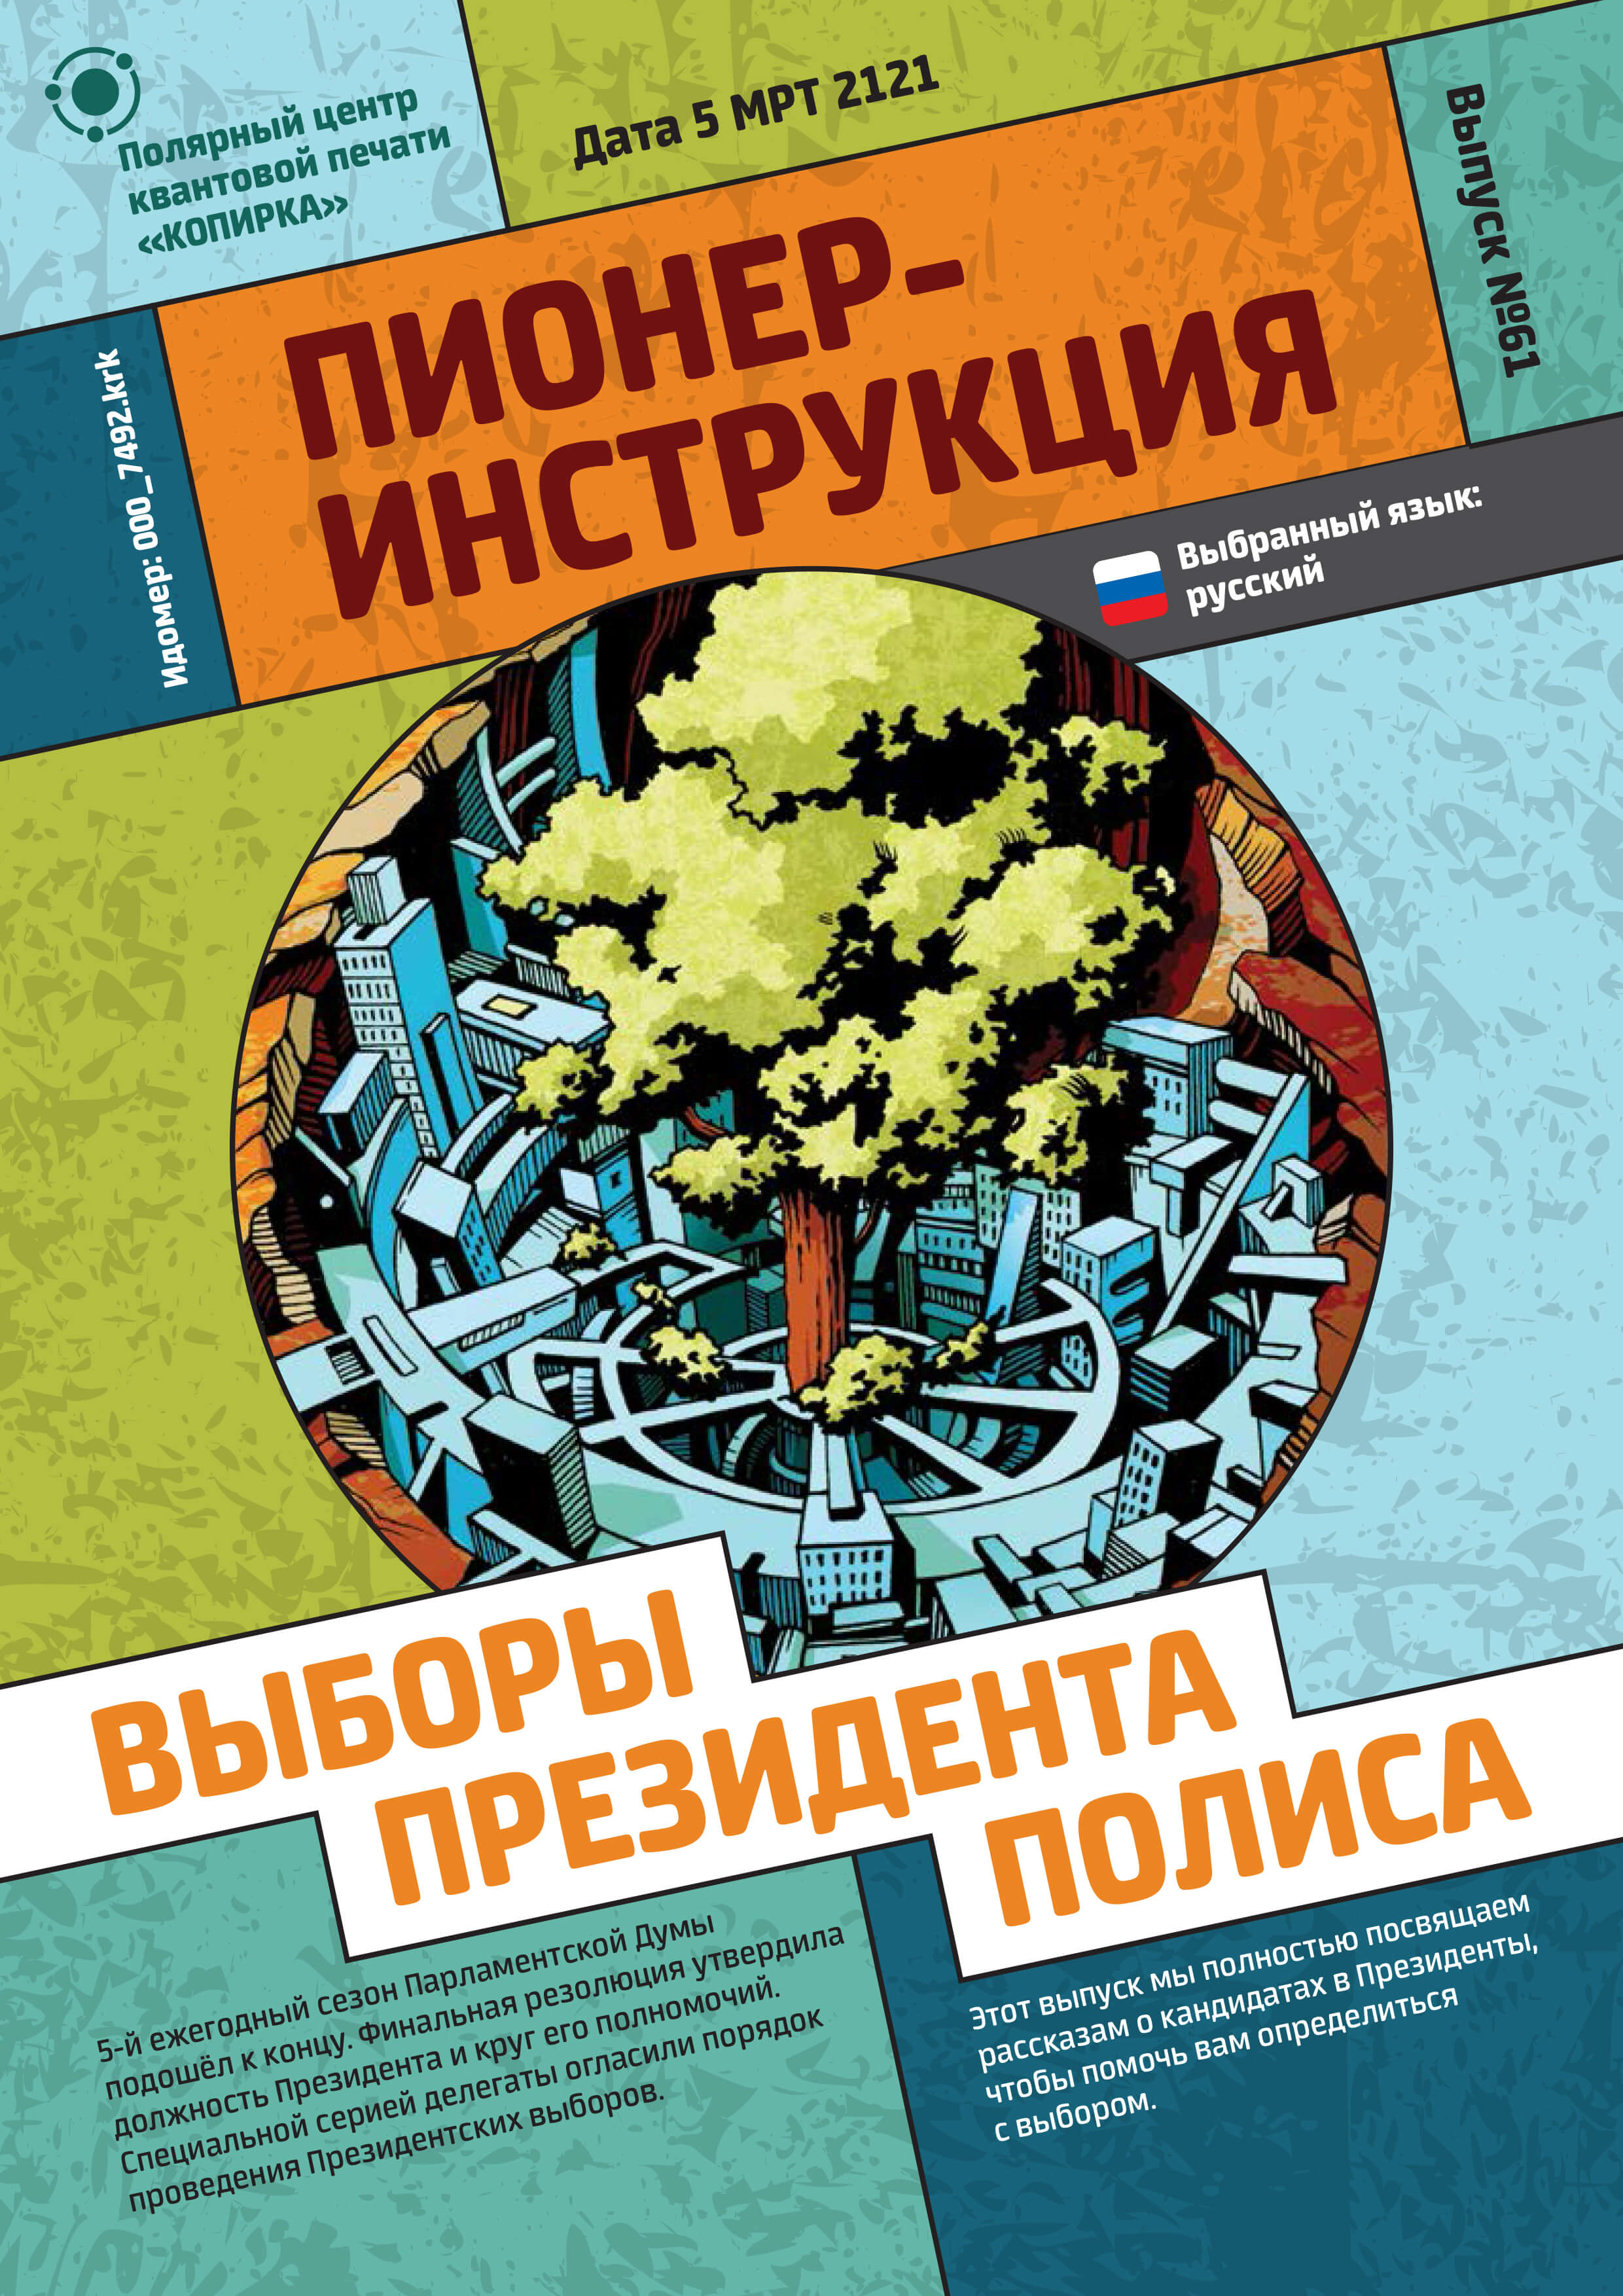 Полярный центр
квантовой печати
«КОПИРКА»
Дата 5 МРТ 2121
Выпуск №61
Идомер: 000_7492.krk
ПИОНЕР-
ИНСТРУКЦИЯ
Выбранный язык:
русский
ВЫБОРЫ
ПРЕЗИДЕНТА
ПОЛИСА
5-й ежегодный сезон Парламентской Думы
подошёл к концу. Финальная резолюция утвердила
должность Президента и круг его полномочий.
Специальной серией делегаты огласили порядок
проведения Президентских выборов.
Этот выпуск мы полностью посвящаем
рассказам о кандидатах в Президенты,
чтобы помочь вам определиться
с выбором.